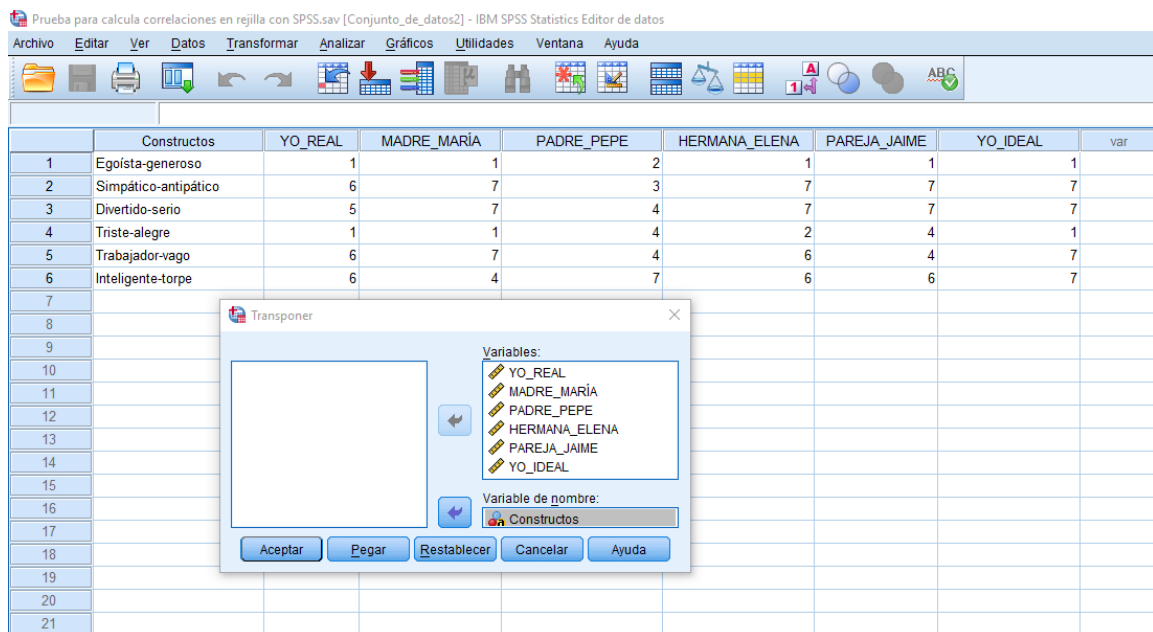 Prueba para calcula correlaciones en rejilla con SPSS.sav [Conjunto_de_datos2] - IBM SPSS Statistics Editor de datos
Archivo Editar Ver Datos Transformar Analizar Gráficos Utilidades Ventana Ayuda
Constructos YO_REAL MADRE_MARÍA PADRE_PEPE HERMANA_ELENA PAREJA_JAIME YO_IDEAL var
1 Egoísta-generoso 1 1 2 1 1 1
2 Simpático-antipático 6 7 3 7 7 7
3 Divertido-serio 5 7 4 7 7 7
4 Triste-alegre 1 1 4 2 4 1
5 Trabajador-vago 6 7 4 6 4 7
6 Inteligente-torpe 6 4 7 6 6 7
7
8
9
10
11
12
13
14
15
16
17
18
19
20
21
Transponer
Variables:
YO_REAL
MADRE_MARÍA
PADRE_PEPE
HERMANA_ELENA
PAREJA_JAIME
YO_IDEAL
Variable de nombre:
Constructos
Aceptar Pegar Restablecer Cancelar Ayuda